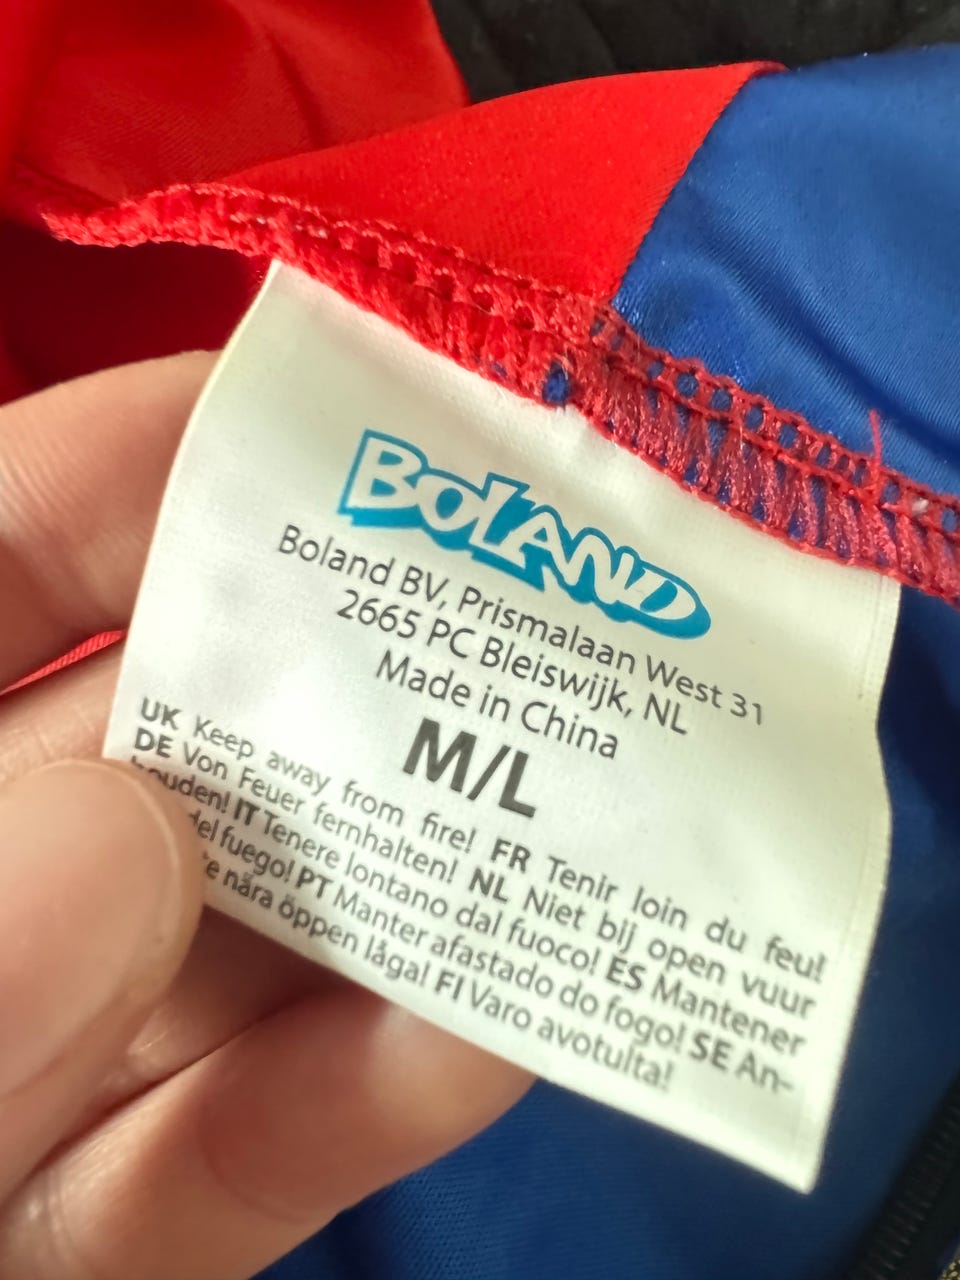 BOLAND
Boland BV, Prismalaan West 31
2665 PC Bleiswijk, NL
Made in China
M/L
UK Keep away from fire! FR Tenir loin du feu!
DE Von Feuer fernhalten! NL Niet bij open vuur
houden! IT Tenere lontano dal fuoco! ES Mantener
del fuego! PT Manter afastado do fogo! SE An-
nära öppen låga! FI Varo avotulta!